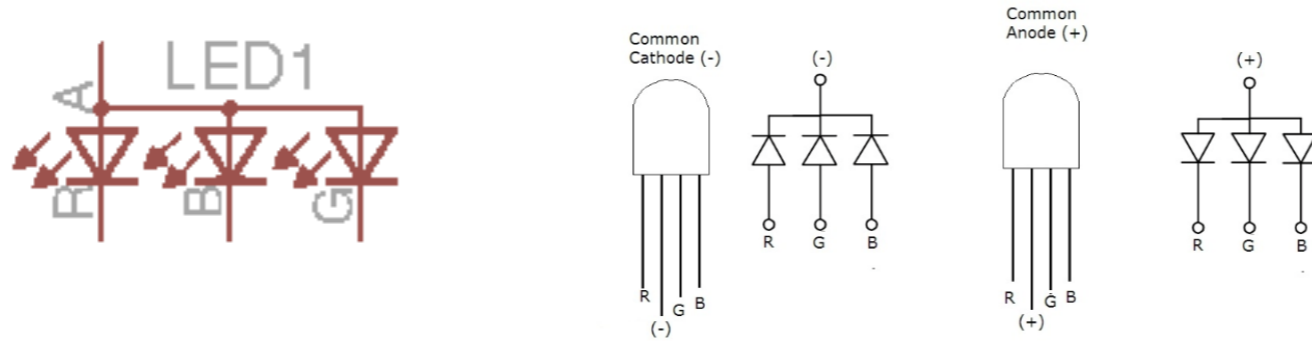 LED1
A
R
B
G
Common
Cathode (-)
R
G
B
(-)
(-)
R
G
B
Common
Anode (+)
R
G
B
(+)
(+)
R
G
B